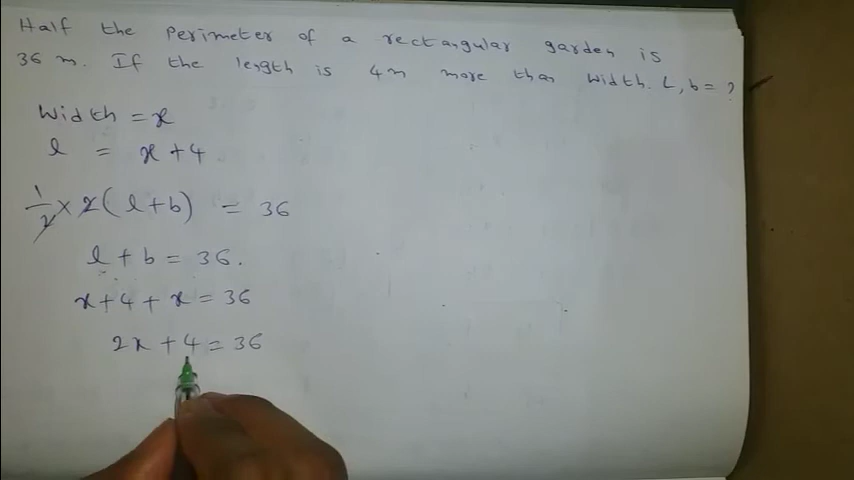 Half the perimeter of a rectangular garden is
36 m. If the length is 4m more than width. L, b = ?
Width = x
l = x + 4
1/2 × 2(l + b) = 36
l + b = 36.
x + 4 + x = 36
2x + 4 = 36